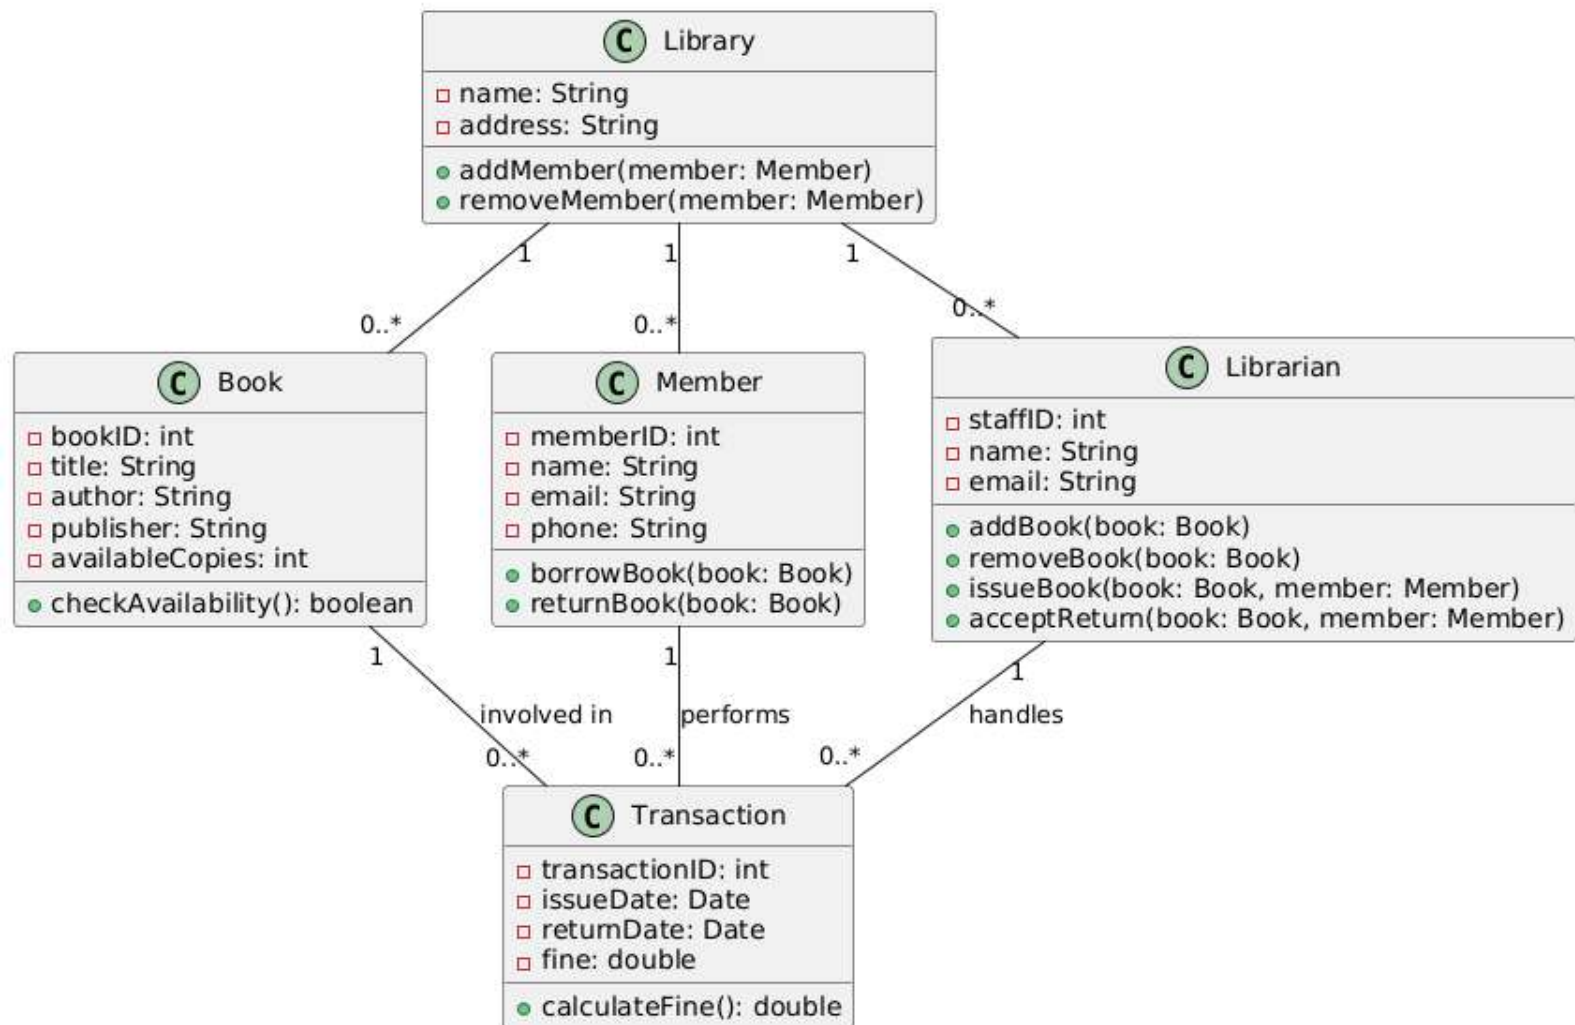 C Library
name: String
address: String
addMember(member: Member)
removeMember(member: Member)
1
1
1
0..*
0..*
0..*
C Book
bookID: int
title: String
author: String
publisher: String
availableCopies: int
checkAvailability(): boolean
C Member
memberID: int
name: String
email: String
phone: String
borrowBook(book: Book)
returnBook(book: Book)
C Librarian
staffID: int
name: String
email: String
addBook(book: Book)
removeBook(book: Book)
issueBook(book: Book, member: Member)
acceptReturn(book: Book, member: Member)
1
1
1
involved in
performs
handles
0..*
0..*
0..*
C Transaction
transactionID: int
issueDate: Date
returnDate: Date
fine: double
calculateFine(): double